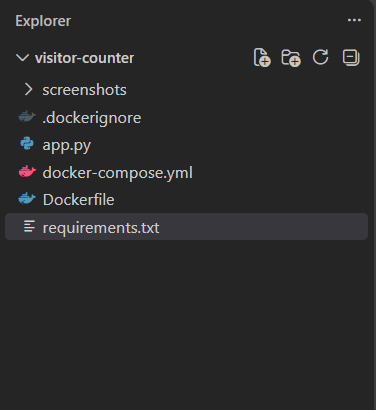 Explorer
visitor-counter
screenshots
.dockerignore
app.py
docker-compose.yml
Dockerfile
requirements.txt